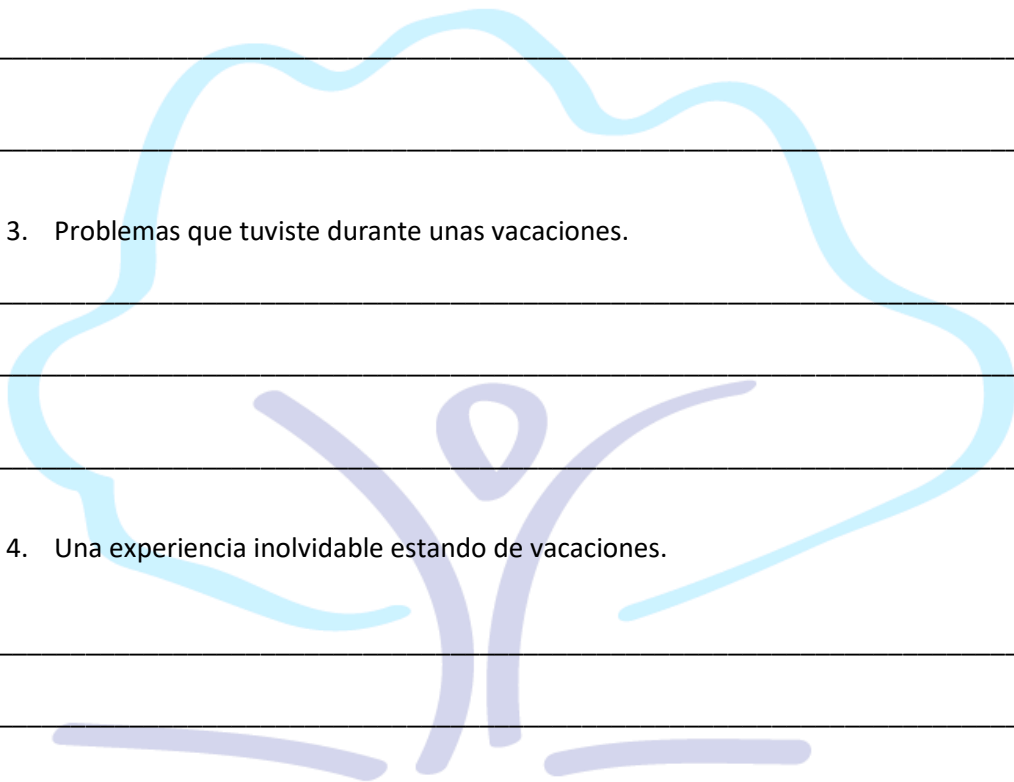 3. Problemas que tuviste durante unas vacaciones.
4. Una experiencia inolvidable estando de vacaciones.